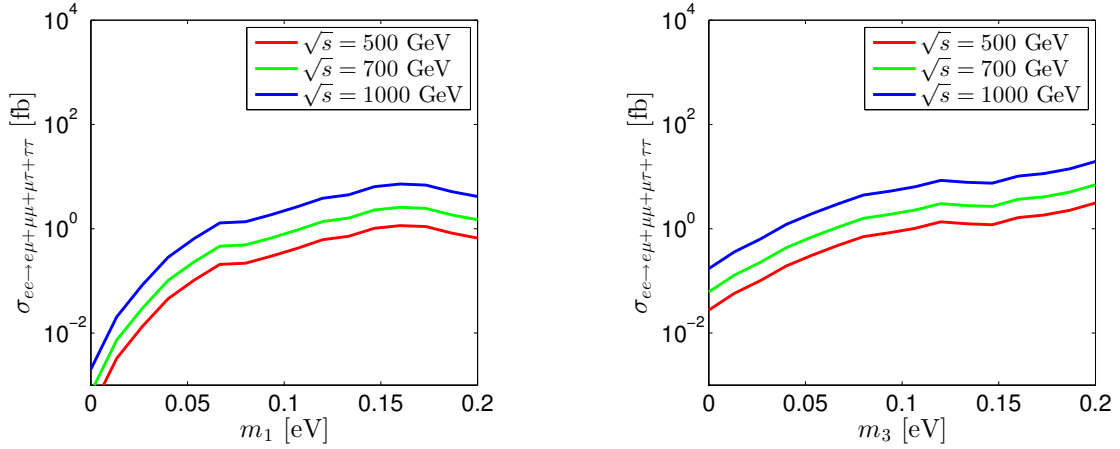 10^4
10^2
10^0
10^{-2}
σ_{ee→eμ+μμ+μτ+ττ} [fb]
√s = 500 GeV
√s = 700 GeV
√s = 1000 GeV
0 0.05 0.1 0.15 0.2
m_1 [eV]
10^4
10^2
10^0
10^{-2}
σ_{ee→eμ+μμ+μτ+ττ} [fb]
√s = 500 GeV
√s = 700 GeV
√s = 1000 GeV
0 0.05 0.1 0.15 0.2
m_3 [eV]